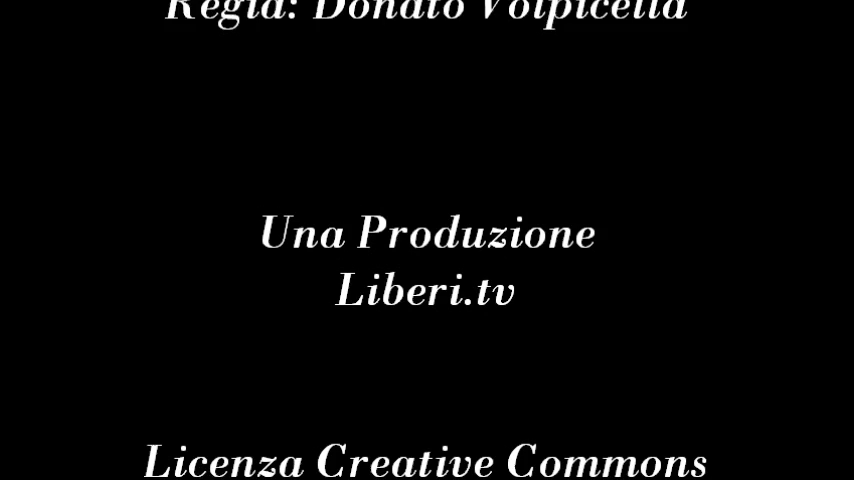 Regia: Donato Volpicella
Una Produzione
Liberi.tv
Licenza Creative Commons